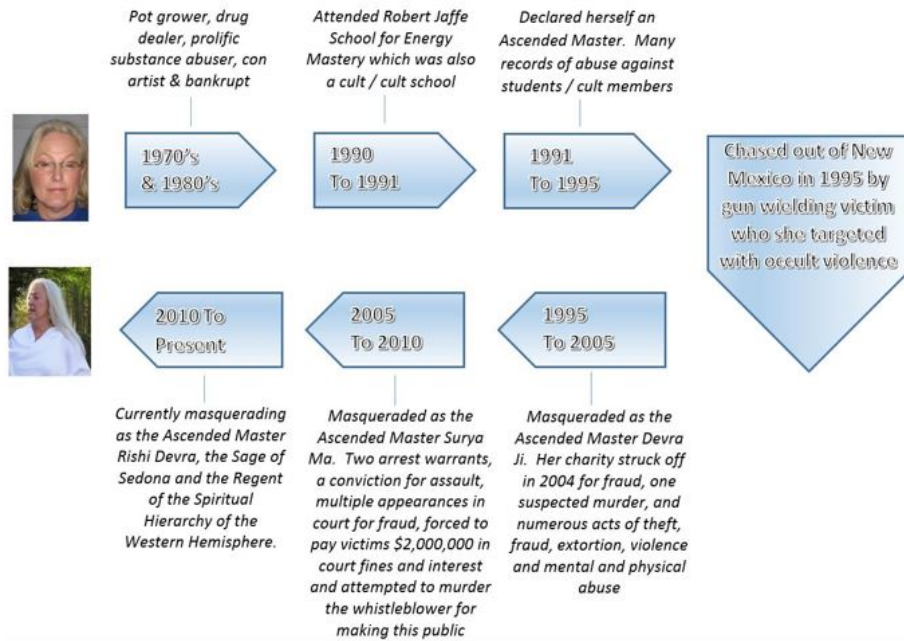 Pot grower, drug
dealer, prolific
substance abuser, con
artist & bankrupt
Attended Robert Jaffe
School for Energy
Mastery which was also
a cult / cult school
Declared herself an
Ascended Master.  Many
records of abuse against
students / cult members
1970's
& 1980's
1990
To 1991
1991
To 1995
Chased out of New
Mexico in 1995 by
gun wielding victim
who she targeted
with occult violence
2010 To
Present
2005
To 2010
1995
To 2005
Currently masquerading
as the Ascended Master
Rishi Devra, the Sage of
Sedona and the Regent
of the Spiritual
Hierarchy of the
Western Hemisphere.
Masqueraded as the
Ascended Master Surya
Ma.  Two arrest warrants,
a conviction for assault,
multiple appearances in
court for fraud, forced to
pay victims $2,000,000 in
court fines and interest
and attempted to murder
the whistleblower for
making this public
Masqueraded as the
Ascended Master Devra
Ji.  Her charity struck off
in 2004 for fraud, one
suspected murder, and
numerous acts of theft,
fraud, extortion, violence
and mental and physical
abuse